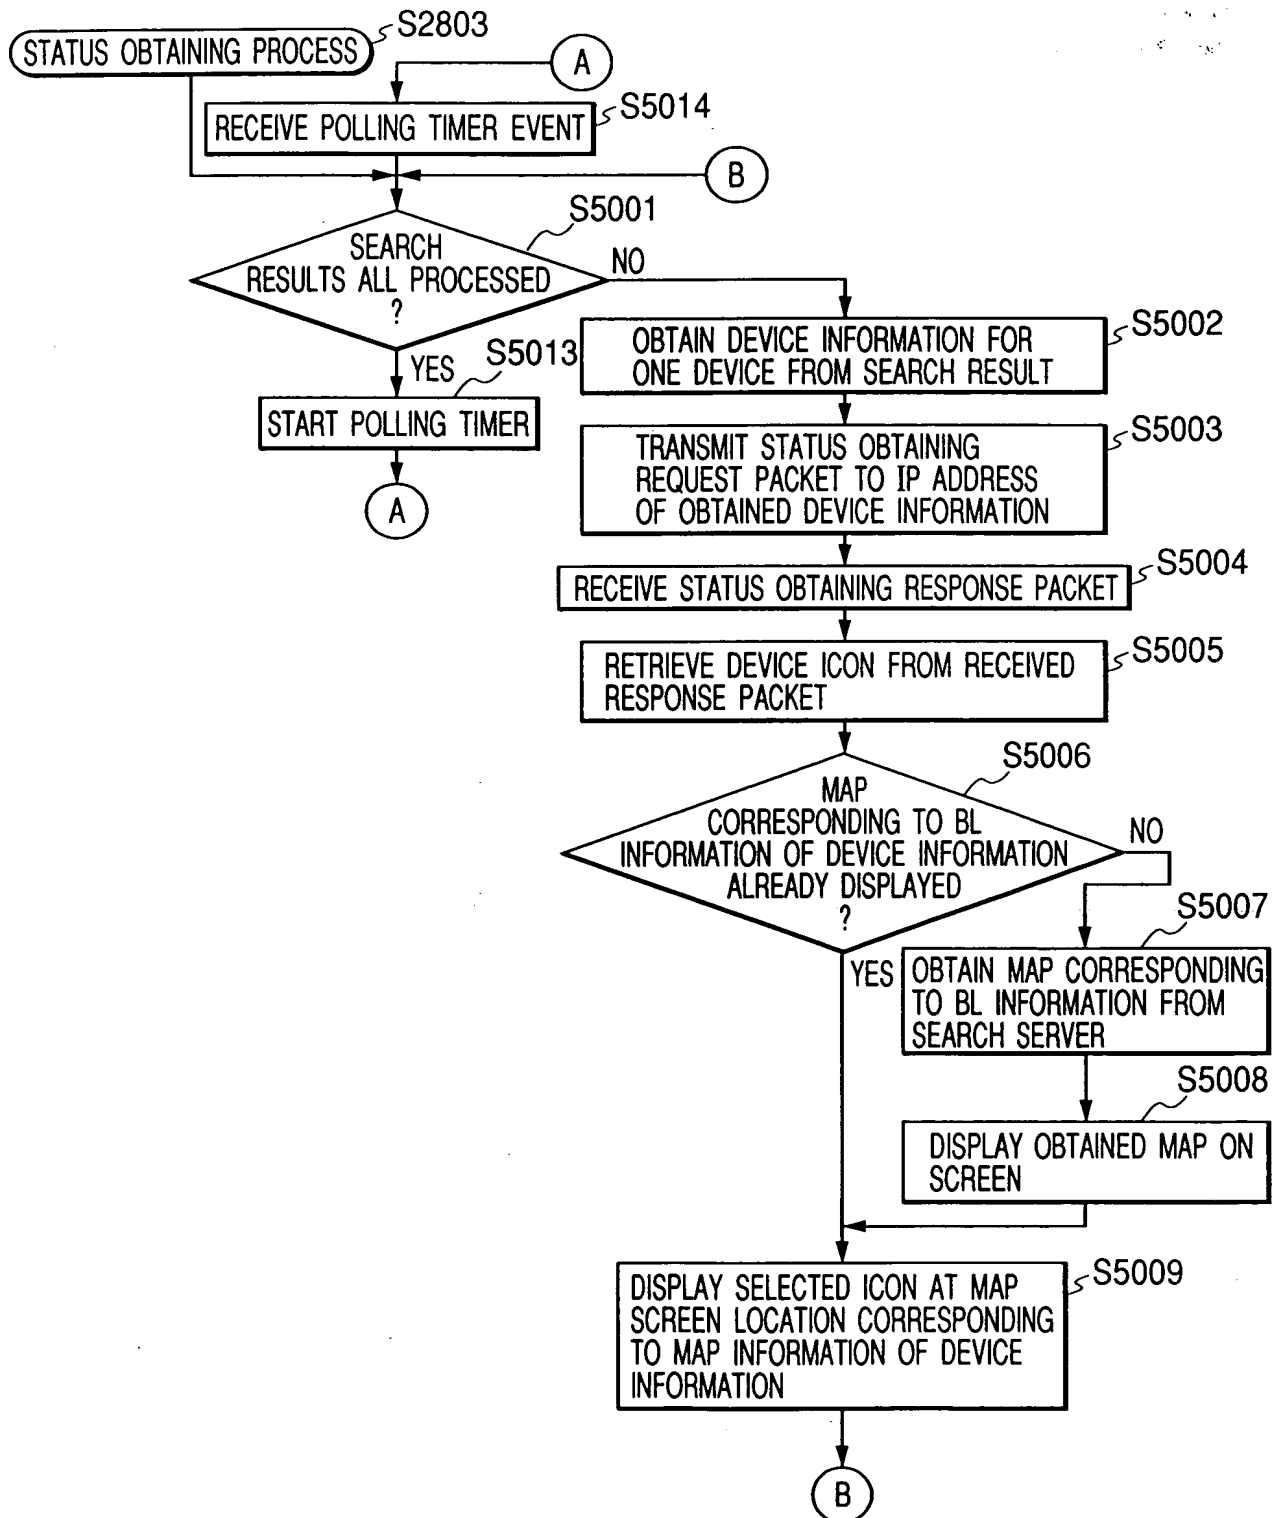 STATUS OBTAINING PROCESS
S2803
A
RECEIVE POLLING TIMER EVENT
S5014
B
S5001
SEARCH
RESULTS ALL PROCESSED
?
NO
YES
S5013
START POLLING TIMER
A
S5002
OBTAIN DEVICE INFORMATION FOR
ONE DEVICE FROM SEARCH RESULT
S5003
TRANSMIT STATUS OBTAINING
REQUEST PACKET TO IP ADDRESS
OF OBTAINED DEVICE INFORMATION
S5004
RECEIVE STATUS OBTAINING RESPONSE PACKET
S5005
RETRIEVE DEVICE ICON FROM RECEIVED
RESPONSE PACKET
S5006
MAP
CORRESPONDING TO BL
INFORMATION OF DEVICE INFORMATION
ALREADY DISPLAYED
?
NO
YES
S5007
OBTAIN MAP CORRESPONDING
TO BL INFORMATION FROM
SEARCH SERVER
S5008
DISPLAY OBTAINED MAP ON
SCREEN
S5009
DISPLAY SELECTED ICON AT MAP
SCREEN LOCATION CORRESPONDING
TO MAP INFORMATION OF DEVICE
INFORMATION
B